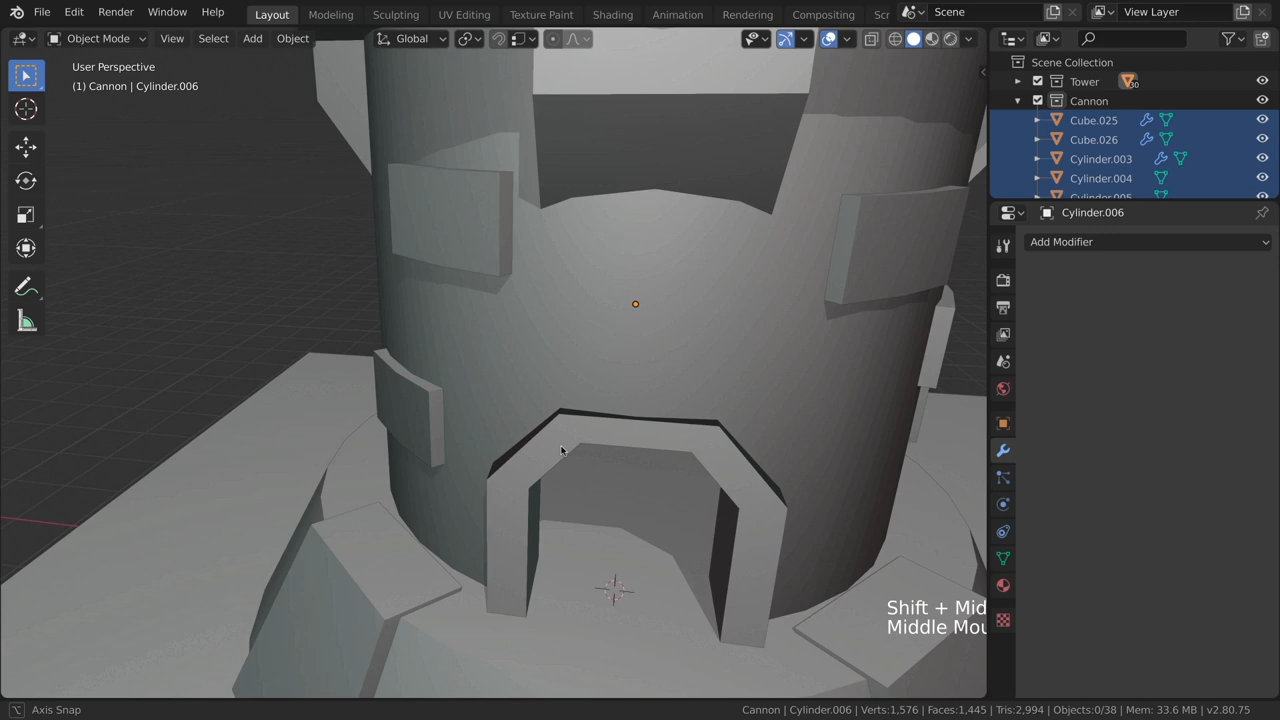 File Edit Render Window Help Layout Modeling Sculpting UV Editing Texture Paint Shading Animation Rendering Compositing Scr Scene View Layer
Object Mode View Select Add Object Global
User Perspective
(1) Cannon | Cylinder.006
Scene Collection
Tower 30
Cannon
Cube.025
Cube.026
Cylinder.003
Cylinder.004
Cylinder.005
Cylinder.006
Add Modifier
Shift + Mid
Middle Mou
Axis Snap
Cannon | Cylinder.006 | Verts:1,576 | Faces:1,445 | Tris:2,994 | Objects:0/38 | Mem: 33.6 MB | v2.80.75